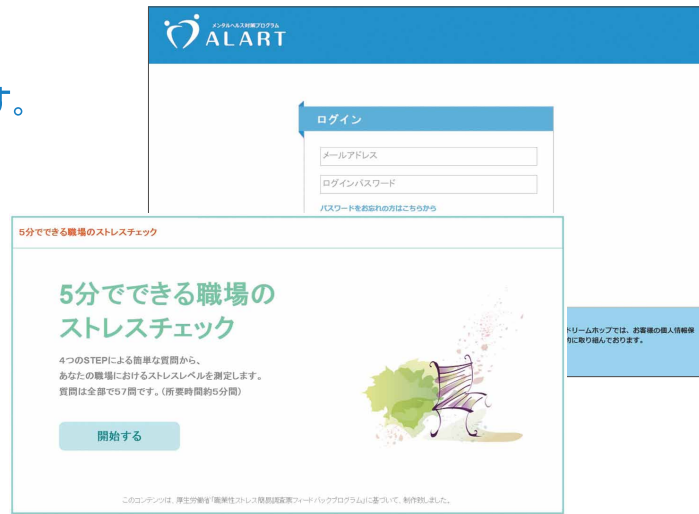 す。
メンタルヘルス対策プログラム
ALART
ログイン
メールアドレス
ログインパスワード
パスワードをお忘れの方はこちらから
5分でできる職場のストレスチェック
5分でできる職場の
ストレスチェック
4つのSTEPによる簡単な質問から、
あなたの職場におけるストレスレベルを測定します。
質問は全部で57問です。(所要時間約5分間)
開始する
このコンテンツは、厚生労働省「職業性ストレス簡易調査票フィードバックプログラム」に基づいて、制作致しました。
ドリームホップでは、お客様の個人情報保
的に取り組んでおります。